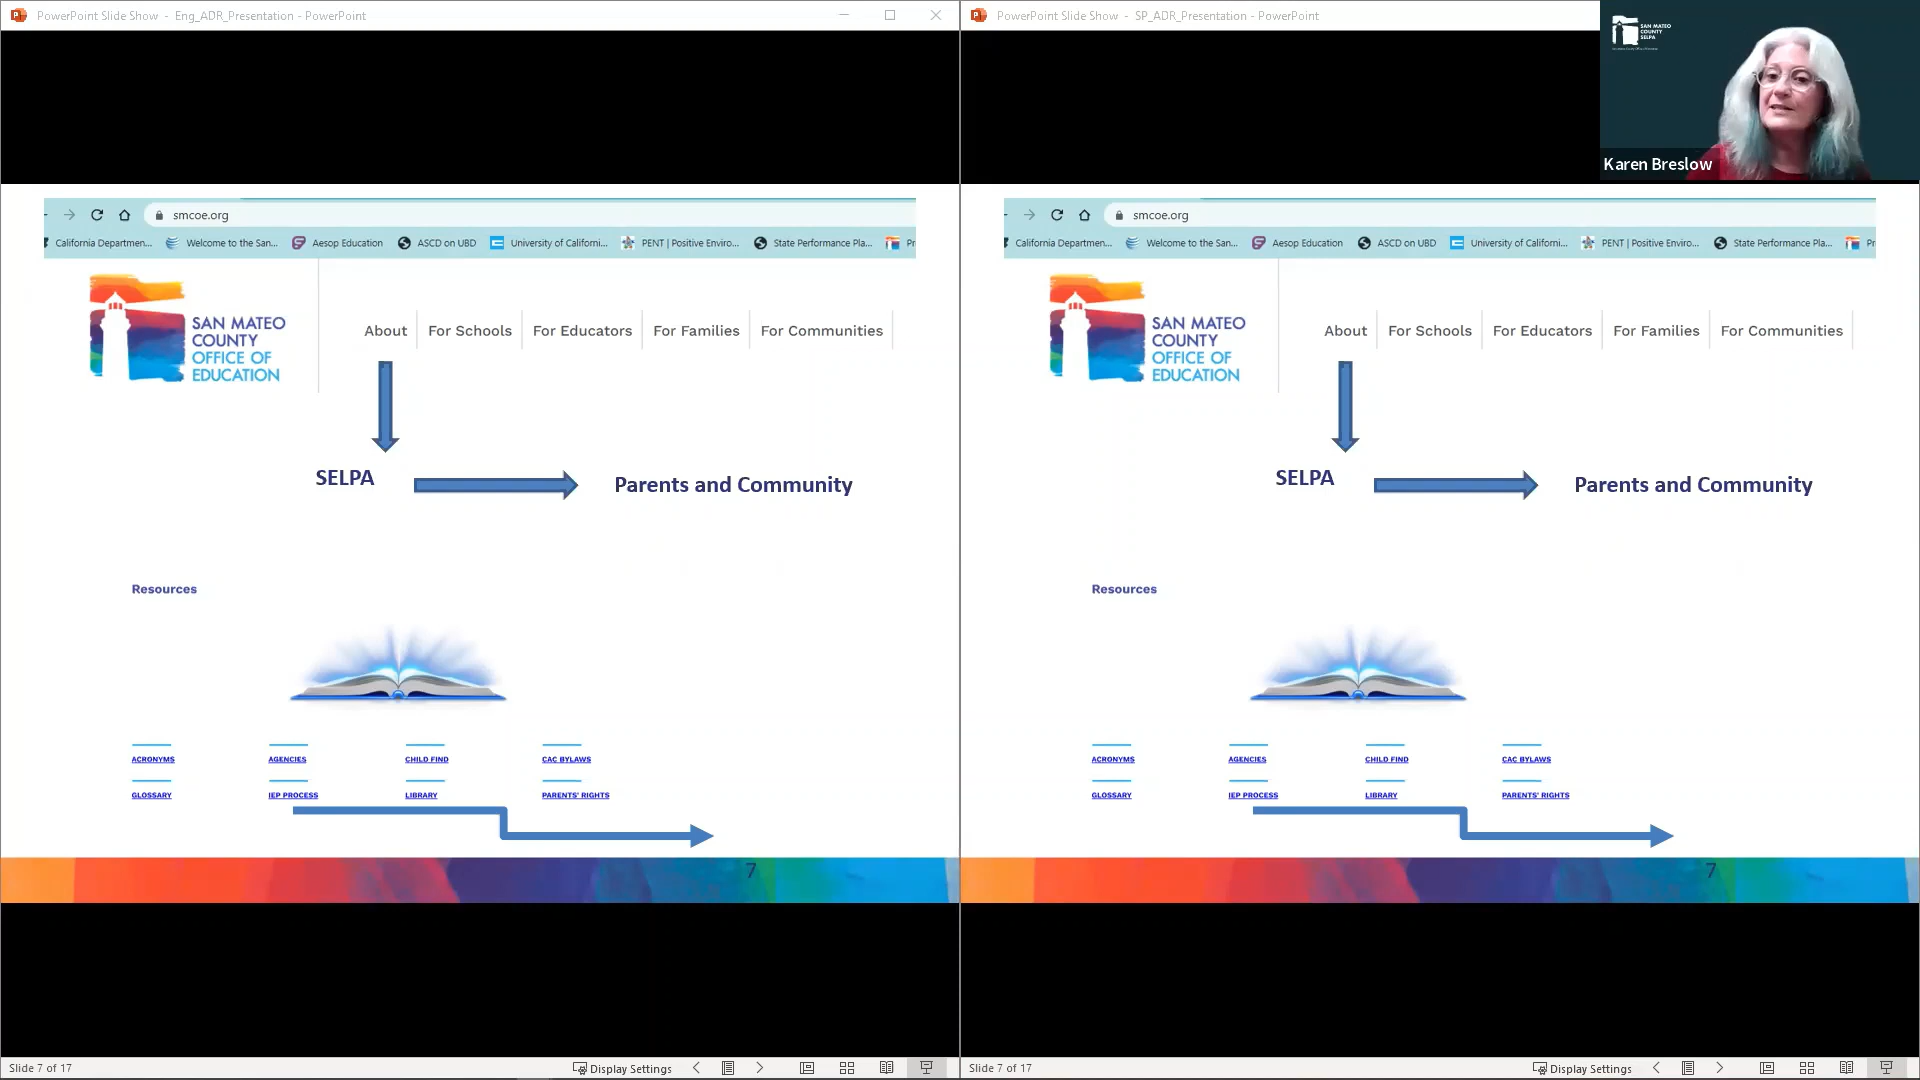 PowerPoint Slide Show - Eng_ADR_Presentation - PowerPoint
smcoe.org
California Departmen... Welcome to the San... Aesop Education ASCD on UBD University of Californi... PENT | Positive Enviro... State Performance Pla... Pr
SAN MATEO
COUNTY
OFFICE OF
EDUCATION
About For Schools For Educators For Families For Communities
SELPA
Parents and Community
Resources
ACRONYMS AGENCIES CHILD FIND CAC BYLAWS
GLOSSARY IEP PROCESS LIBRARY PARENTS' RIGHTS
7
Slide 7 of 17 Display Settings
PowerPoint Slide Show - SP_ADR_Presentation - PowerPoint
SAN MATEO
COUNTY
SELPA
Karen Breslow
smcoe.org
California Departmen... Welcome to the San... Aesop Education ASCD on UBD University of Californi... PENT | Positive Enviro... State Performance Pla... Pr
SAN MATEO
COUNTY
OFFICE OF
EDUCATION
About For Schools For Educators For Families For Communities
SELPA
Parents and Community
Resources
ACRONYMS AGENCIES CHILD FIND CAC BYLAWS
GLOSSARY IEP PROCESS LIBRARY PARENTS' RIGHTS
7
Slide 7 of 17 Display Settings